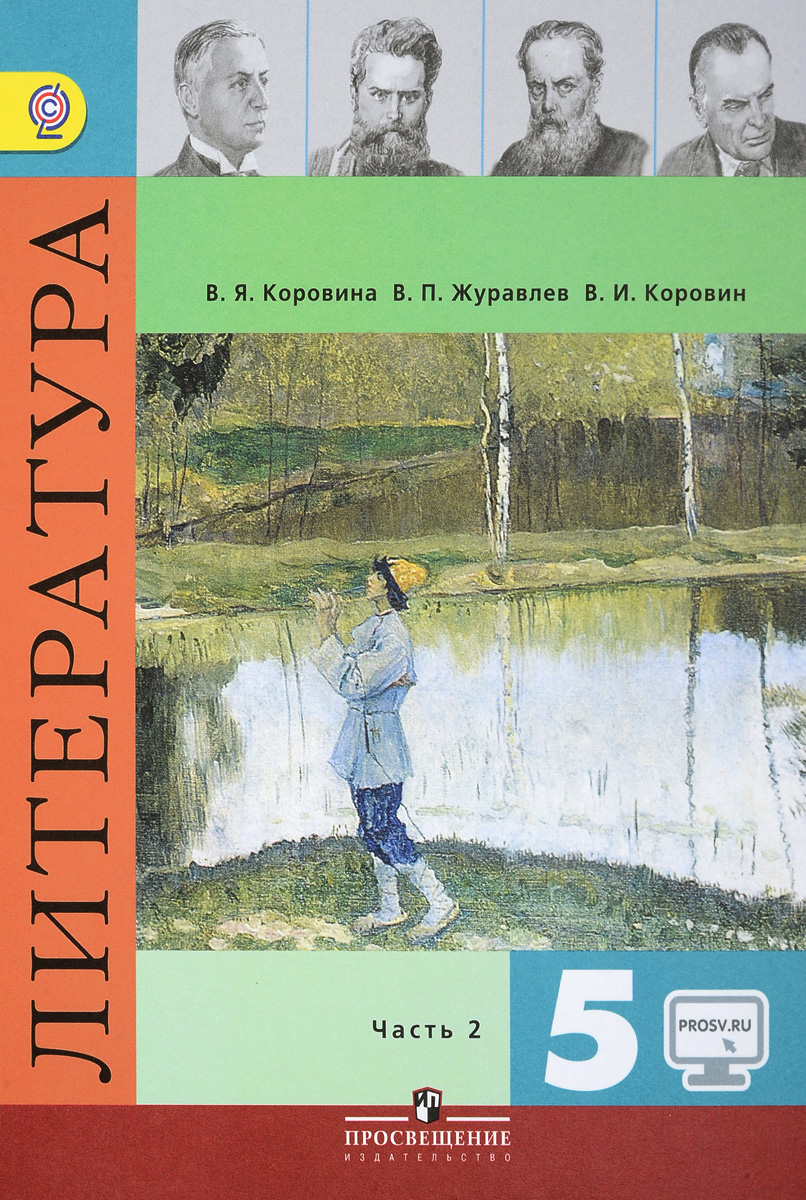 В. Я. Коровина В. П. Журавлев В. И. Коровин
ЛИТЕРАТУРА
Часть 2
5
PROSV.RU
ПРОСВЕЩЕНИЕ
ИЗДАТЕЛЬСТВО